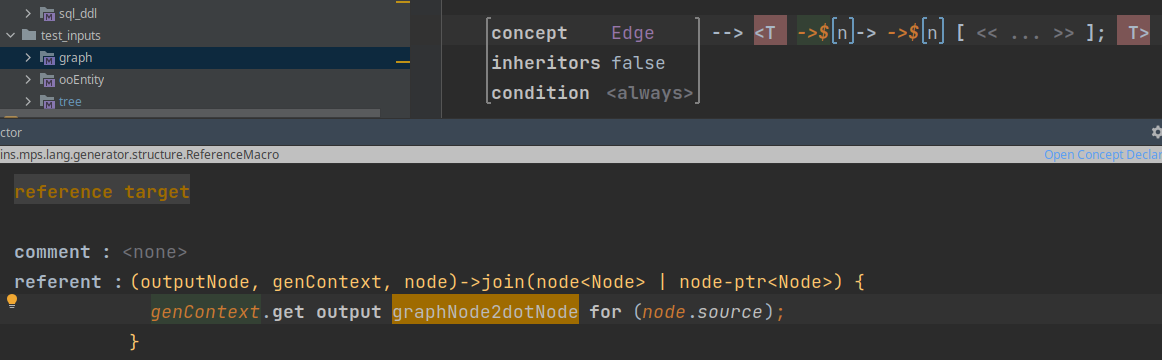 sql_ddl
test_inputs
graph
ooEntity
tree
concept Edge --> <T ->$[n]-> ->$[n] [ << ... >> ]; T>
inheritors false
condition <always>
ctor
ins.mps.lang.generator.structure.ReferenceMacro Open Concept Declar
reference target
comment : <none>
referent : (outputNode, genContext, node)->join(node<Node> | node-ptr<Node>) {
genContext.get output graphNode2dotNode for (node.source);
}